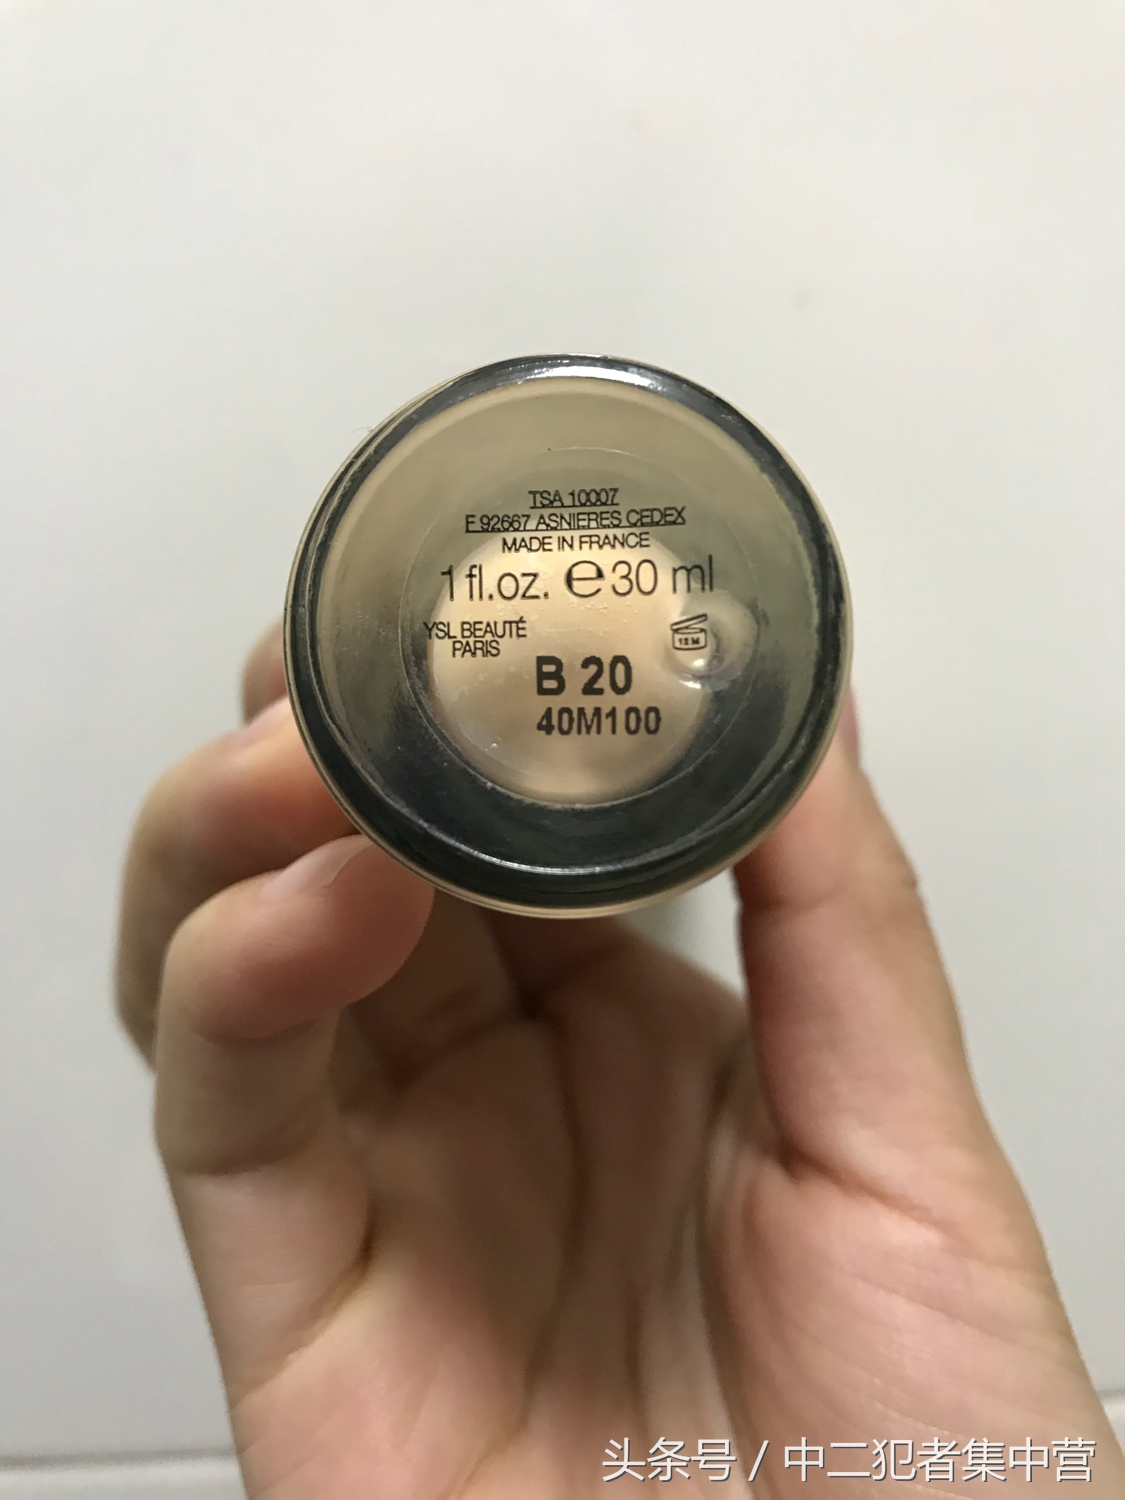 TSA 10007
F 92667 ASNIERES CEDEX
MADE IN FRANCE
1 fl.oz. e 30 ml
YSL BEAUTÉ
PARIS
12 M
B 20
40M100
头条号 / 中二犯者集中营